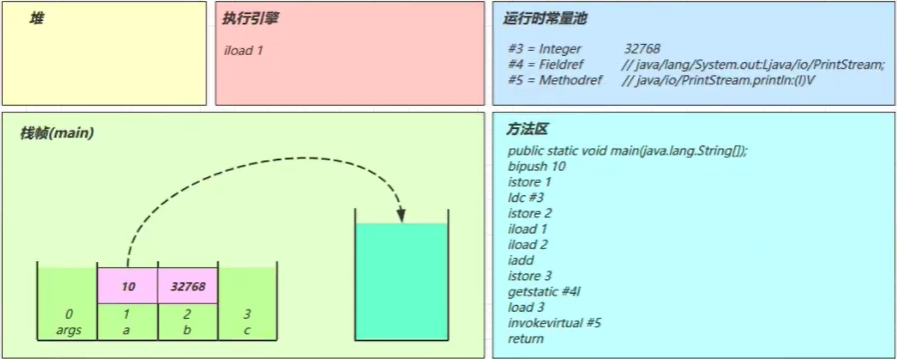 堆
执行引擎
iload 1
运行时常量池
#3 = Integer 32768
#4 = Fieldref // java/lang/System.out:Ljava/io/PrintStream;
#5 = Methodref // java/io/PrintStream.println:(I)V
栈帧(main)
10 32768
0 1 2 3
args a b c
方法区
public static void main(java.lang.String[]);
bipush 10
istore 1
ldc #3
istore 2
iload 1
iload 2
iadd
istore 3
getstatic #4I
load 3
invokevirtual #5
return